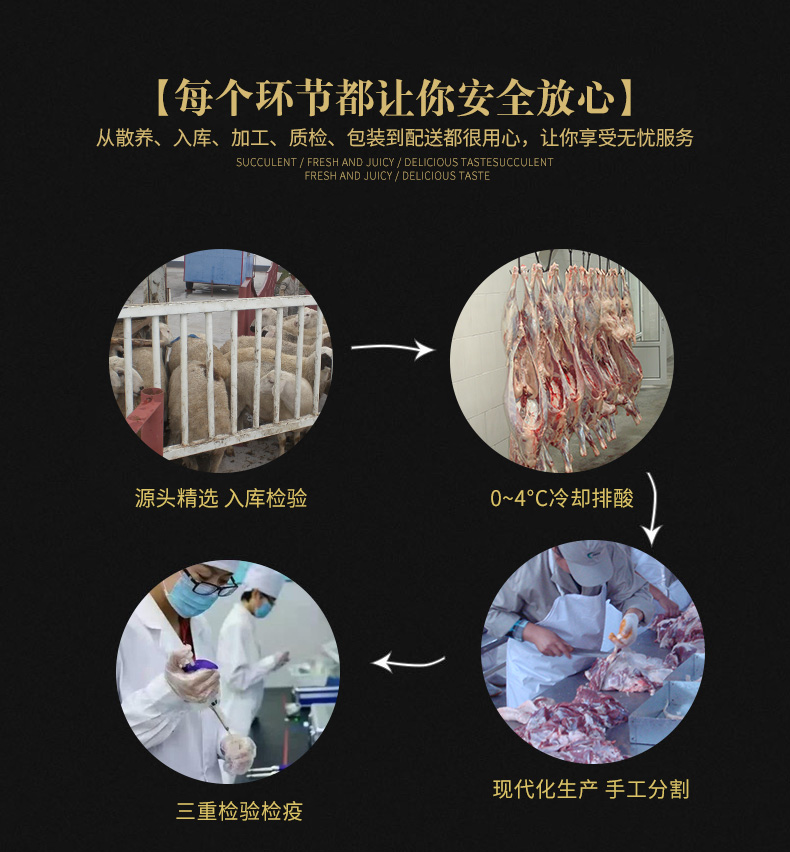 【每个环节都让你安全放心】
从散养、入库、加工、质检、包装到配送都很用心，让你享受无忧服务
SUCCULENT / FRESH AND JUICY / DELICIOUS TASTESUCCULENT
FRESH AND JUICY / DELICIOUS TASTE
源头精选 入库检验
0~4°C冷却排酸
三重检验检疫
现代化生产 手工分割